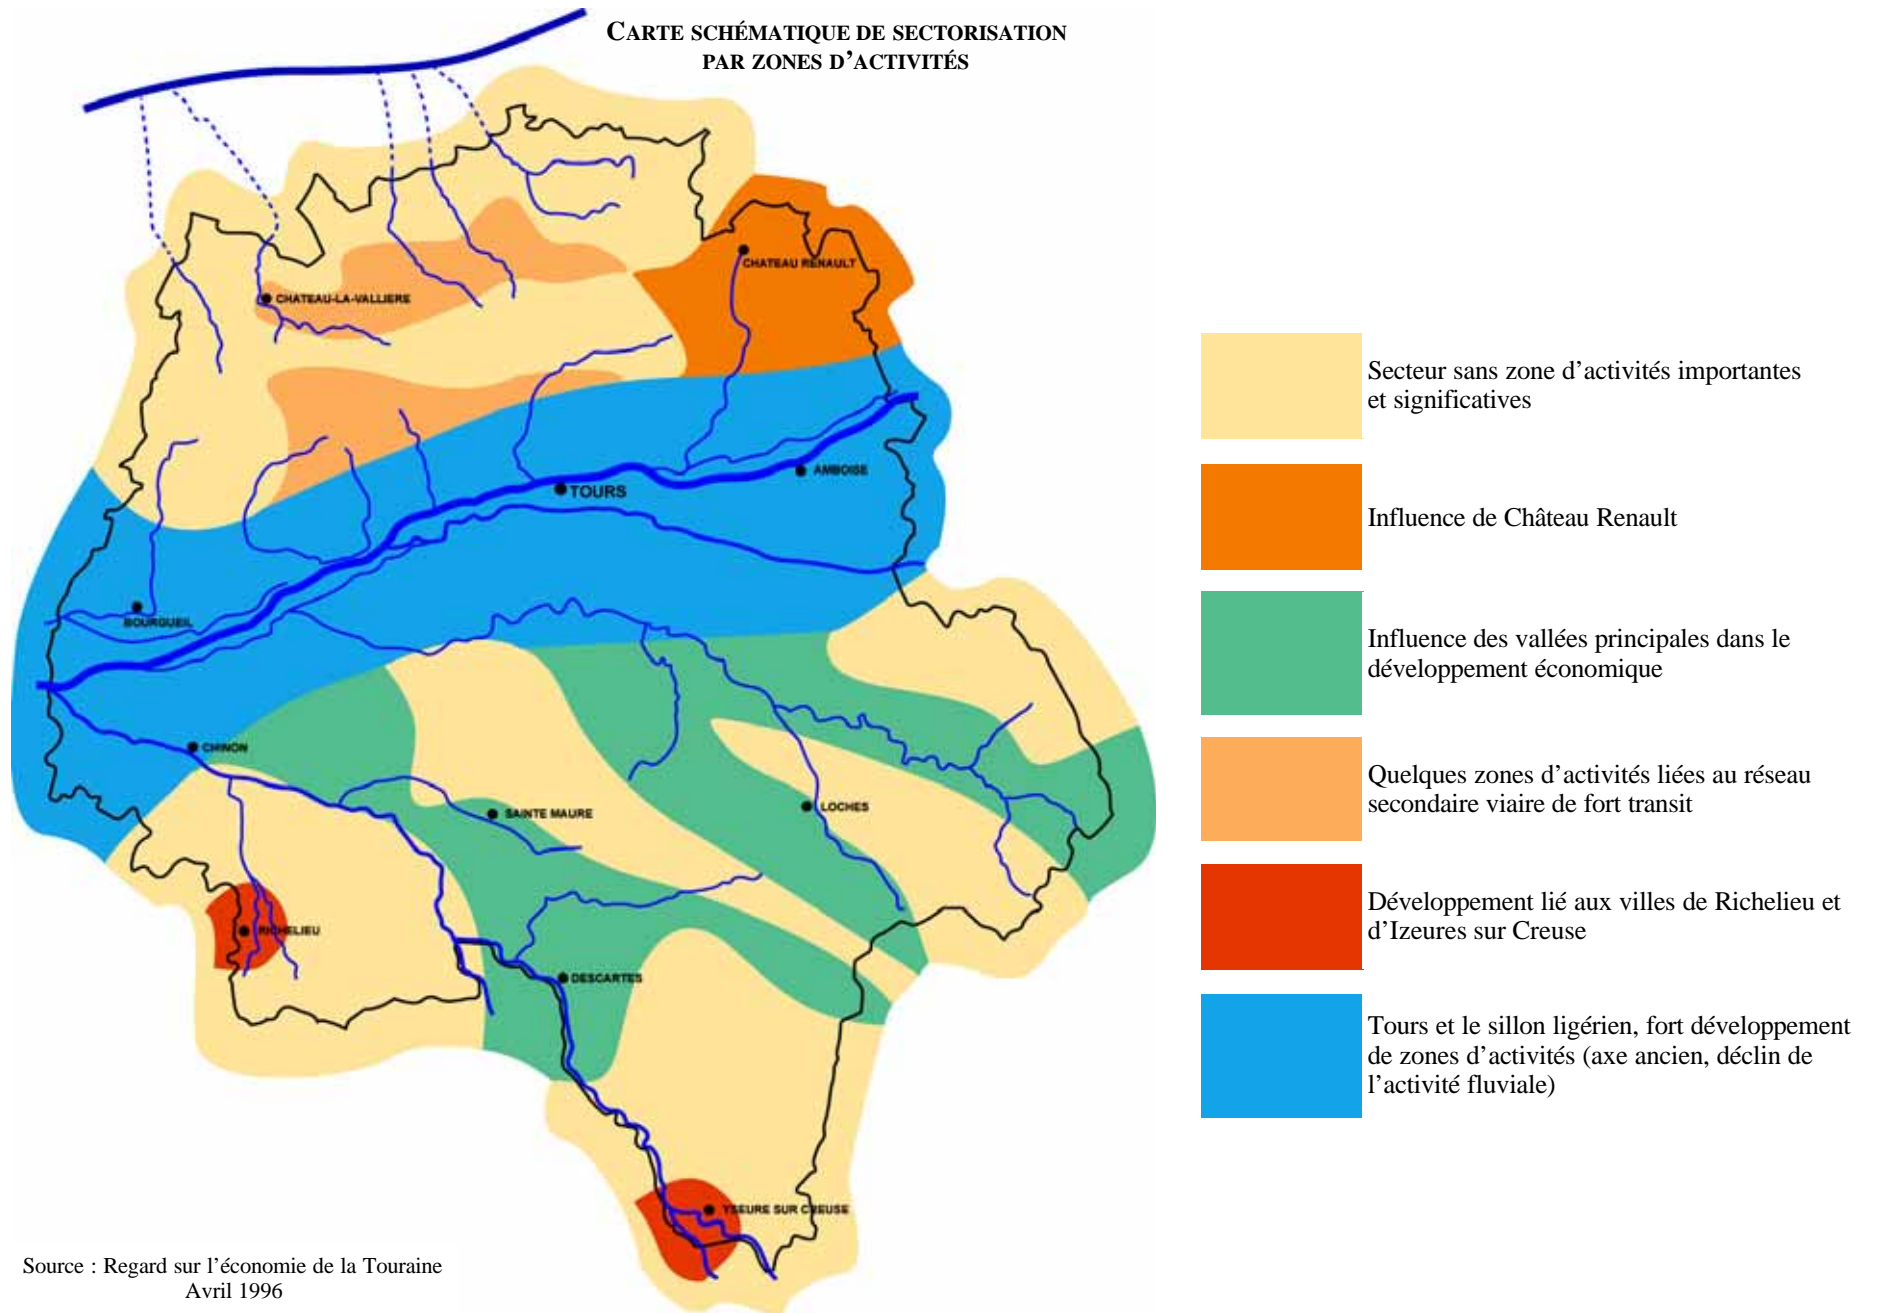 CARTE SCHÉMATIQUE DE SECTORISATION
PAR ZONES D’ACTIVITÉS
CHATEAU RENAULT
CHATEAU-LA-VALLIERE
AMBOISE
TOURS
BOURGUEIL
CHINON
LOCHES
SAINTE MAURE
RICHELIEU
DESCARTES
YSEURE SUR CREUSE
Secteur sans zone d’activités importantes
et significatives
Influence de Château Renault
Influence des vallées principales dans le
développement économique
Quelques zones d’activités liées au réseau
secondaire viaire de fort transit
Développement lié aux villes de Richelieu et
d’Izeures sur Creuse
Tours et le sillon ligérien, fort développement
de zones d’activités (axe ancien, déclin de
l’activité fluviale)
Source : Regard sur l’économie de la Touraine
Avril 1996